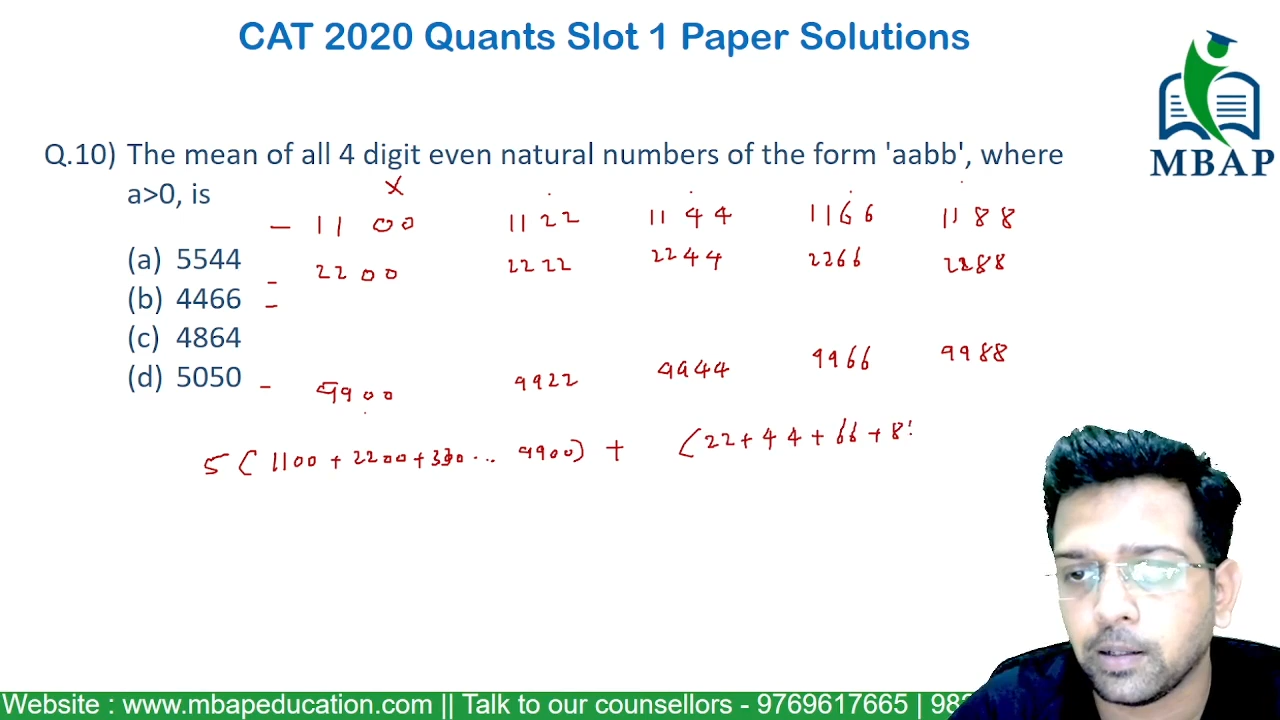 CAT 2020 Quants Slot 1 Paper Solutions
MBAP
Q.10) The mean of all 4 digit even natural numbers of the form 'aabb', where
a>0, is
x
- 1100 1122 1144 1166 1188
(a) 5544
- 2200 2222 2244 2266 2288
(b) 4466 -
(c) 4864
(d) 5050
- 9900 9922 9944 9966 9988
5 ( 1100 + 2200 + 330... 9900) + (22 + 44 + 66 + 8
Website : www.mbapeducation.com || Talk to our counsellors - 9769617665 | 98